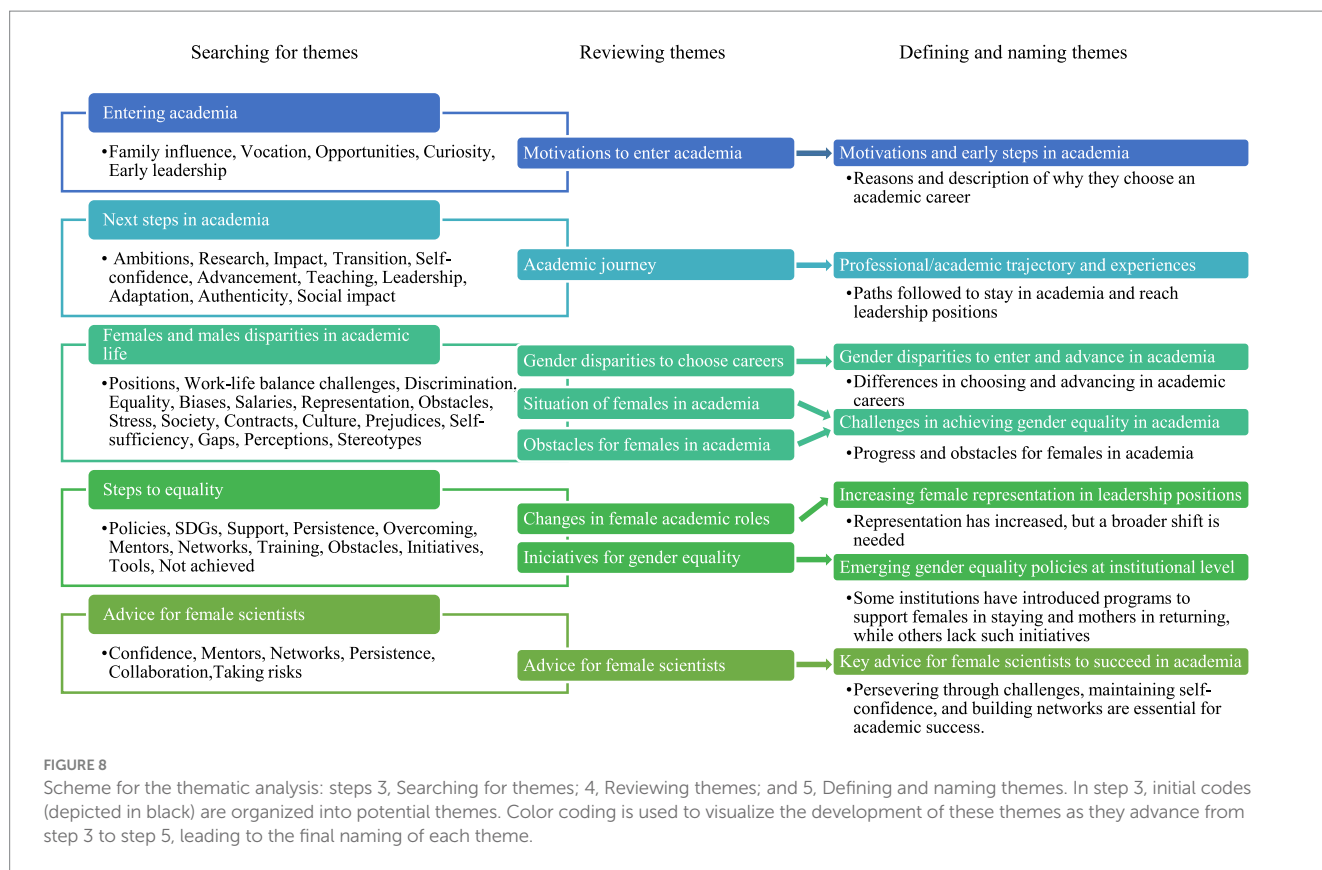 Searching for themes
Reviewing themes
Defining and naming themes
Entering academia
•Family influence, Vocation, Opportunities, Curiosity,
Early leadership
Motivations to enter academia
Motivations and early steps in academia
•Reasons and description of why they choose an
academic career
Next steps in academia
• Ambitions, Research, Impact, Transition, Self-
confidence, Advancement, Teaching, Leadership,
Adaptation, Authenticity, Social impact
Academic journey
Professional/academic trajectory and experiences
•Paths followed to stay in academia and reach
leadership positions
Females and males disparities in academic
life
•Positions, Work-life balance challenges, Discrimination,
Equality, Biases, Salaries, Representation, Obstacles,
Stress, Society, Contracts, Culture, Prejudices, Self-
sufficiency, Gaps, Perceptions, Stereotypes
Gender disparities to choose careers
Situation of females in academia
Obstacles for females in academia
Gender disparities to enter and advance in academia
•Differences in choosing and advancing in academic
careers
Challenges in achieving gender equality in academia
•Progress and obstacles for females in academia
Steps to equality
•Policies, SDGs, Support, Persistence, Overcoming,
Mentors, Networks, Training, Obstacles, Initiatives,
Tools, Not achieved
Changes in female academic roles
Iniciatives for gender equality
Increasing female representation in leadership positions
•Representation has increased, but a broader shift is
needed
Emerging gender equality policies at institutional level
•Some institutions have introduced programs to
support females in staying and mothers in returning,
while others lack such initiatives
Advice for female scientists
•Confidence, Mentors, Networks, Persistence,
Collaboration,Taking risks
Advice for female scientists
Key advice for female scientists to succeed in academia
•Persevering through challenges, maintaining self-
confidence, and building networks are essential for
academic success.
FIGURE 8
Scheme for the thematic analysis: steps 3, Searching for themes; 4, Reviewing themes; and 5, Defining and naming themes. In step 3, initial codes
(depicted in black) are organized into potential themes. Color coding is used to visualize the development of these themes as they advance from
step 3 to step 5, leading to the final naming of each theme.